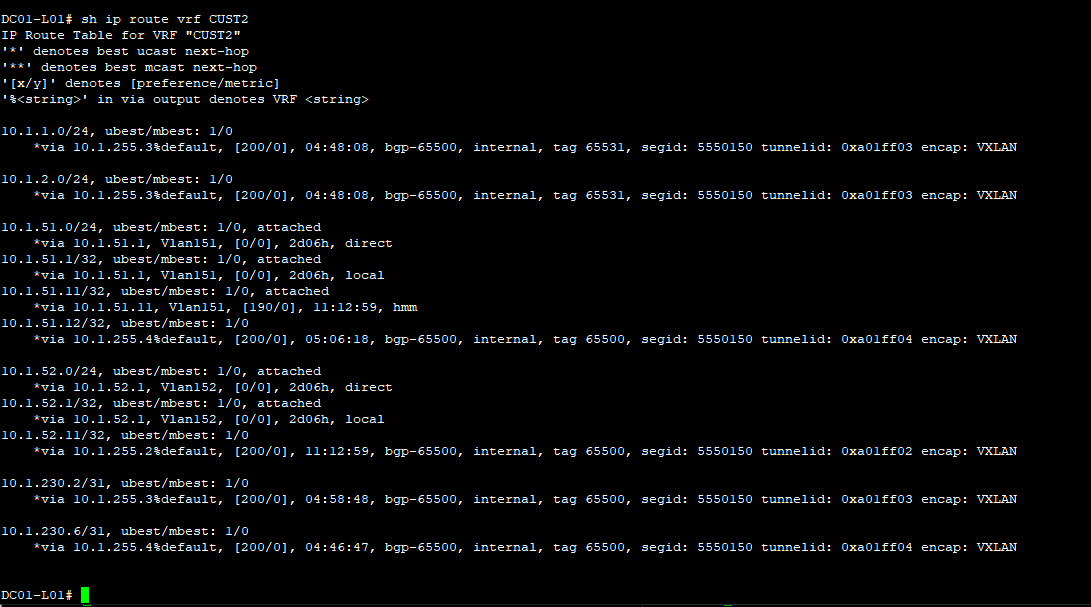 DC01-L01# sh ip route vrf CUST2
IP Route Table for VRF "CUST2"
'*' denotes best ucast next-hop
'**' denotes best mcast next-hop
'[x/y]' denotes [preference/metric]
'%<string>' in via output denotes VRF <string>
10.1.1.0/24, ubest/mbest: 1/0
*via 10.1.255.3%default, [200/0], 04:48:08, bgp-65500, internal, tag 65531, segid: 5550150 tunnelid: 0xa01ff03 encap: VXLAN
10.1.2.0/24, ubest/mbest: 1/0
*via 10.1.255.3%default, [200/0], 04:48:08, bgp-65500, internal, tag 65531, segid: 5550150 tunnelid: 0xa01ff03 encap: VXLAN
10.1.51.0/24, ubest/mbest: 1/0, attached
*via 10.1.51.1, Vlan151, [0/0], 2d06h, direct
10.1.51.1/32, ubest/mbest: 1/0, attached
*via 10.1.51.1, Vlan151, [0/0], 2d06h, local
10.1.51.11/32, ubest/mbest: 1/0, attached
*via 10.1.51.11, Vlan151, [190/0], 11:12:59, hmm
10.1.51.12/32, ubest/mbest: 1/0
*via 10.1.255.4%default, [200/0], 05:06:18, bgp-65500, internal, tag 65500, segid: 5550150 tunnelid: 0xa01ff04 encap: VXLAN
10.1.52.0/24, ubest/mbest: 1/0, attached
*via 10.1.52.1, Vlan152, [0/0], 2d06h, direct
10.1.52.1/32, ubest/mbest: 1/0, attached
*via 10.1.52.1, Vlan152, [0/0], 2d06h, local
10.1.52.11/32, ubest/mbest: 1/0
*via 10.1.255.2%default, [200/0], 11:12:59, bgp-65500, internal, tag 65500, segid: 5550150 tunnelid: 0xa01ff02 encap: VXLAN
10.1.230.2/31, ubest/mbest: 1/0
*via 10.1.255.3%default, [200/0], 04:58:48, bgp-65500, internal, tag 65500, segid: 5550150 tunnelid: 0xa01ff03 encap: VXLAN
10.1.230.6/31, ubest/mbest: 1/0
*via 10.1.255.4%default, [200/0], 04:46:47, bgp-65500, internal, tag 65500, segid: 5550150 tunnelid: 0xa01ff04 encap: VXLAN
DC01-L01#